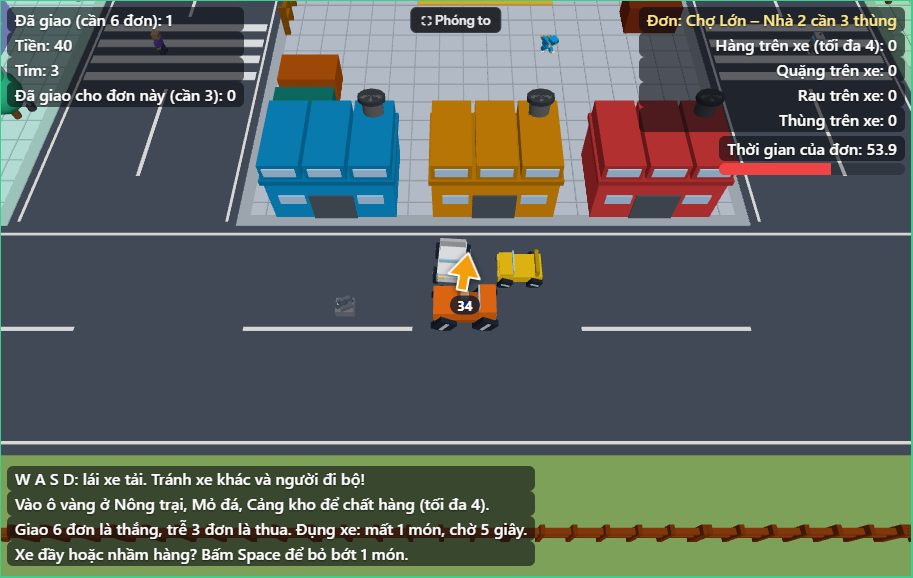 Đã giao (cần 6 đơn): 1
Tiền: 40
Tim: 3
Đã giao cho đơn này (cần 3): 0
Phóng to
Đơn: Chợ Lớn – Nhà 2 cần 3 thùng
Hàng trên xe (tối đa 4): 0
Quặng trên xe: 0
Rau trên xe: 0
Thùng trên xe: 0
Thời gian của đơn: 53.9
34
W A S D: lái xe tải. Tránh xe khác và người đi bộ!
Vào ô vàng ở Nông trại, Mỏ đá, Cảng kho để chất hàng (tối đa 4).
Giao 6 đơn là thắng, trễ 3 đơn là thua. Đụng xe: mất 1 món, chờ 5 giây.
Xe đầy hoặc nhầm hàng? Bấm Space để bỏ bớt 1 món.